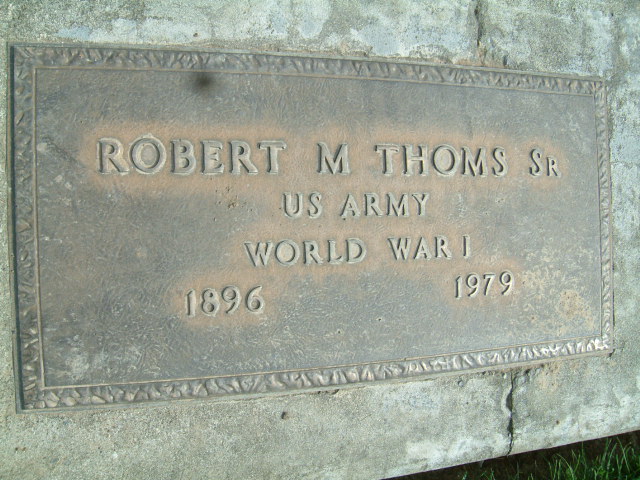 ROBERT M THOMS SR
US ARMY
WORLD WAR I
1896 1979